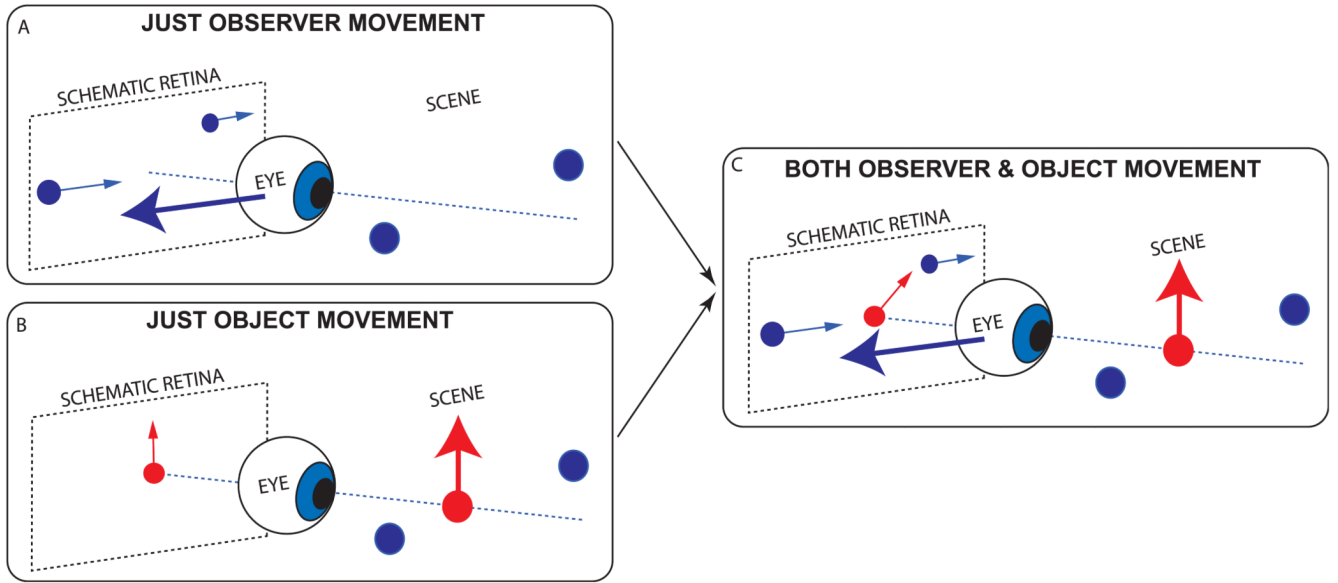 A
JUST OBSERVER MOVEMENT
SCHEMATIC RETINA
SCENE
EYE
B
JUST OBJECT MOVEMENT
SCHEMATIC RETINA
SCENE
EYE
C
BOTH OBSERVER & OBJECT MOVEMENT
SCHEMATIC RETINA
SCENE
EYE